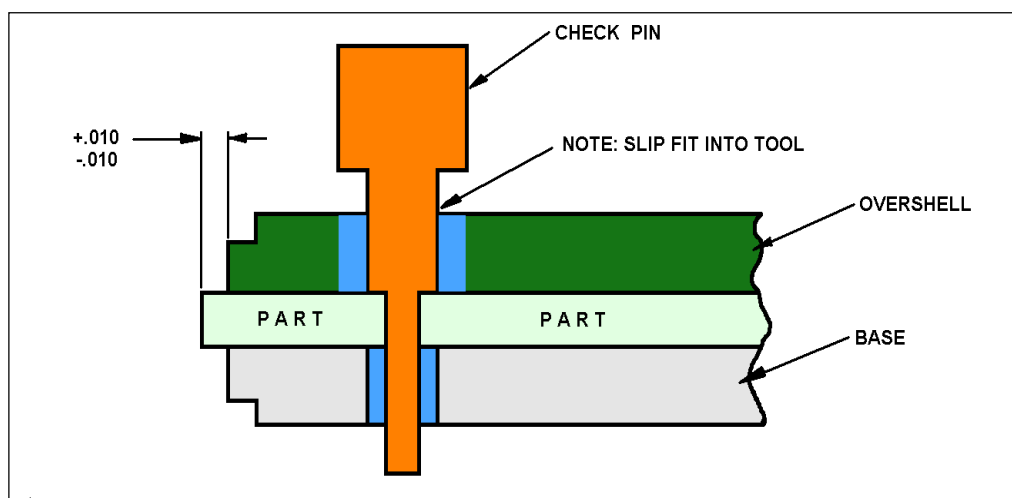 CHECK PIN
+.010
-.010
NOTE: SLIP FIT INTO TOOL
OVERSHELL
PART
PART
BASE